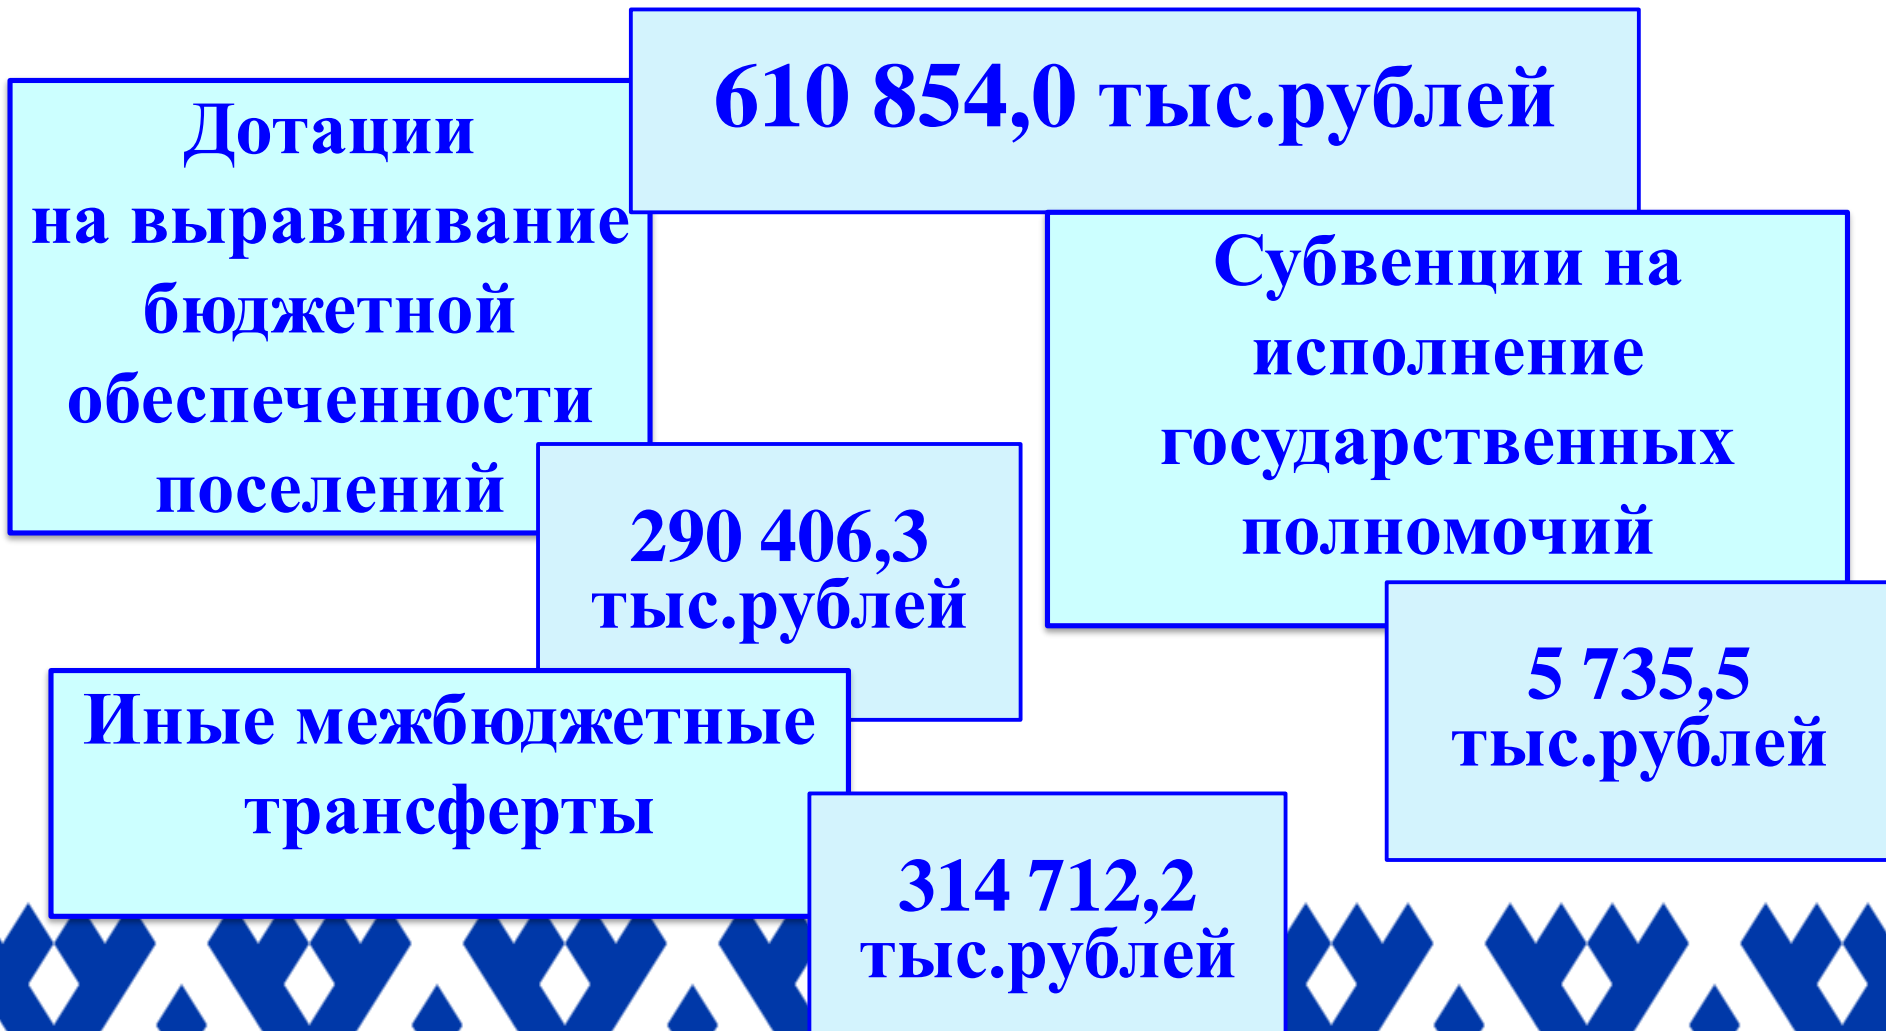 610 854,0 тыс.рублей
Дотации
на выравнивание
бюджетной
обеспеченности
поселений
290 406,3
тыс.рублей
Субвенции на
исполнение
государственных
полномочий
5 735,5
тыс.рублей
Иные межбюджетные
трансферты
314 712,2
тыс.рублей